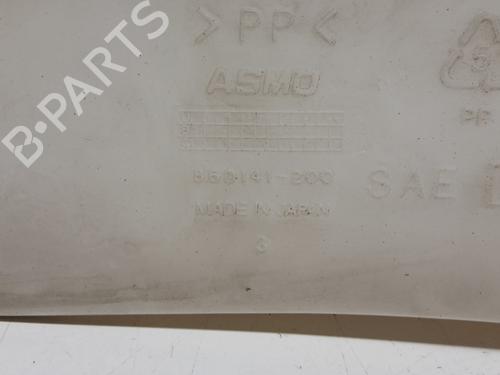 B-PARTS
>PP<
ASMO
5
PP
860141-200
SAE
MADE IN JAPAN
3